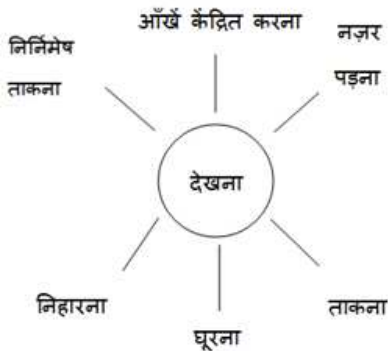 आँखें केंद्रित करना
नज़र
पड़ना
निर्निमेष
ताकना
देखना
निहारना
घूरना
ताकना